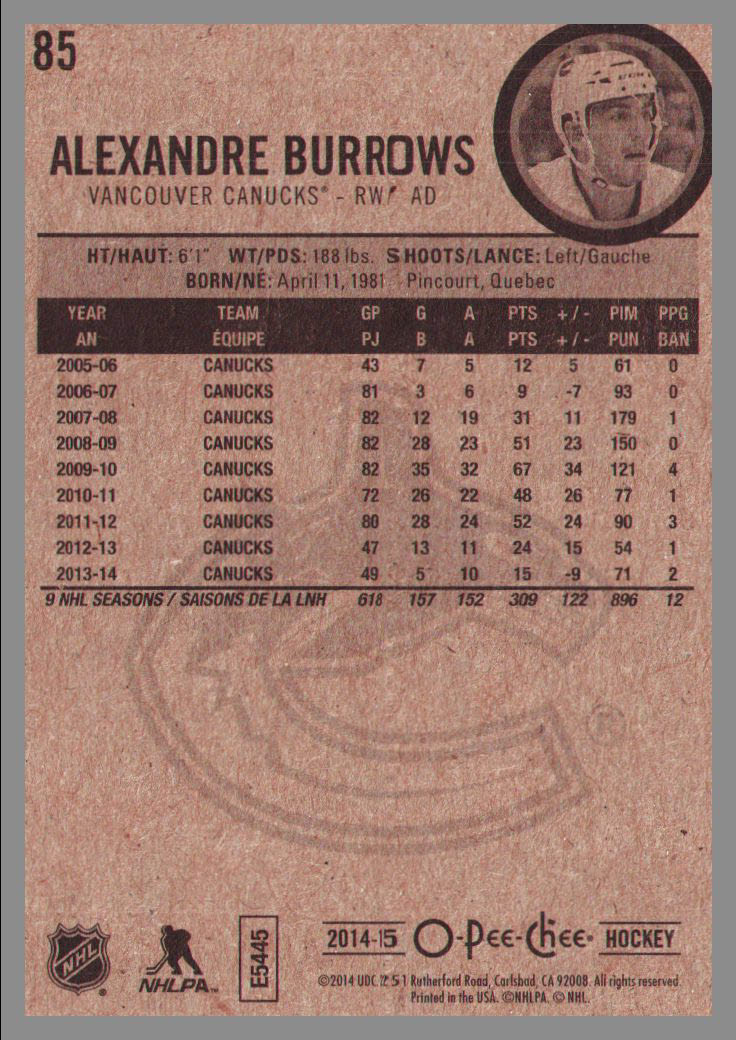 85
ALEXANDRE BURROWS
VANCOUVER CANUCKS® - RW/ AD
HT/HAUT: 6'1" WT/PDS: 188 lbs. SHOOTS/LANCE: Left/Gauche
BORN/NÉ: April 11, 1981 Pincourt, Quebec
YEAR TEAM GP G A PTS +/- PIM PPG
AN ÉQUIPE PJ B A PTS +/- PUN BAN
2005-06 CANUCKS 43 7 5 12 5 61 0
2006-07 CANUCKS 81 3 6 9 -7 93 0
2007-08 CANUCKS 82 12 19 31 11 179 1
2008-09 CANUCKS 82 28 23 51 23 150 0
2009-10 CANUCKS 82 35 32 67 34 121 4
2010-11 CANUCKS 72 26 22 48 26 77 1
2011-12 CANUCKS 80 28 24 52 24 90 3
2012-13 CANUCKS 47 13 11 24 15 54 1
2013-14 CANUCKS 49 5 10 15 -9 71 2
9 NHL SEASONS / SAISONS DE LA LNH 618 157 152 309 122 896 12
®
NHL ®
NHLPA™
E5445
2014-15 O-Pee-Chee® HOCKEY
©2014 UDC. Rutherford Road, Carlsbad, CA 92008. All rights reserved.
Printed in the USA. ©NHLPA. © NHL.